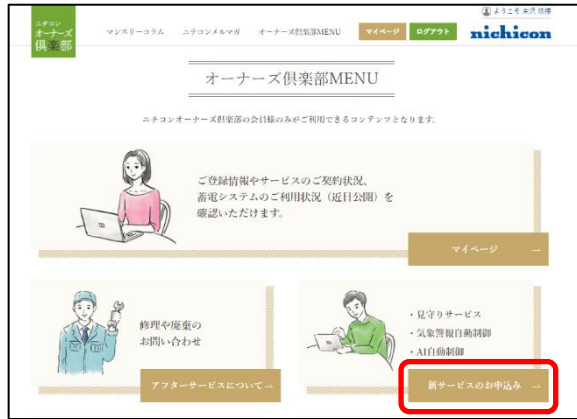 ニチコン
オーナーズ
倶楽部
マンスリーコラム
ニチコンメルマガ
オーナーズ倶楽部MENU
マイページ
ログアウト
ようこそ
nichicon
オーナーズ倶楽部MENU
ニチコンオーナーズ倶楽部の会員様のみがご利用できるコンテンツとなります。
ご登録情報やサービスのご契約状況、
蓄電システムのご利用状況（近日公開）を
確認いただけます。
マイページ →
修理や廃棄の
お問い合わせ
アフターサービスについて →
・見守りサービス
・気象警報自動制御
・AI自動制御
新サービスのお申込み →